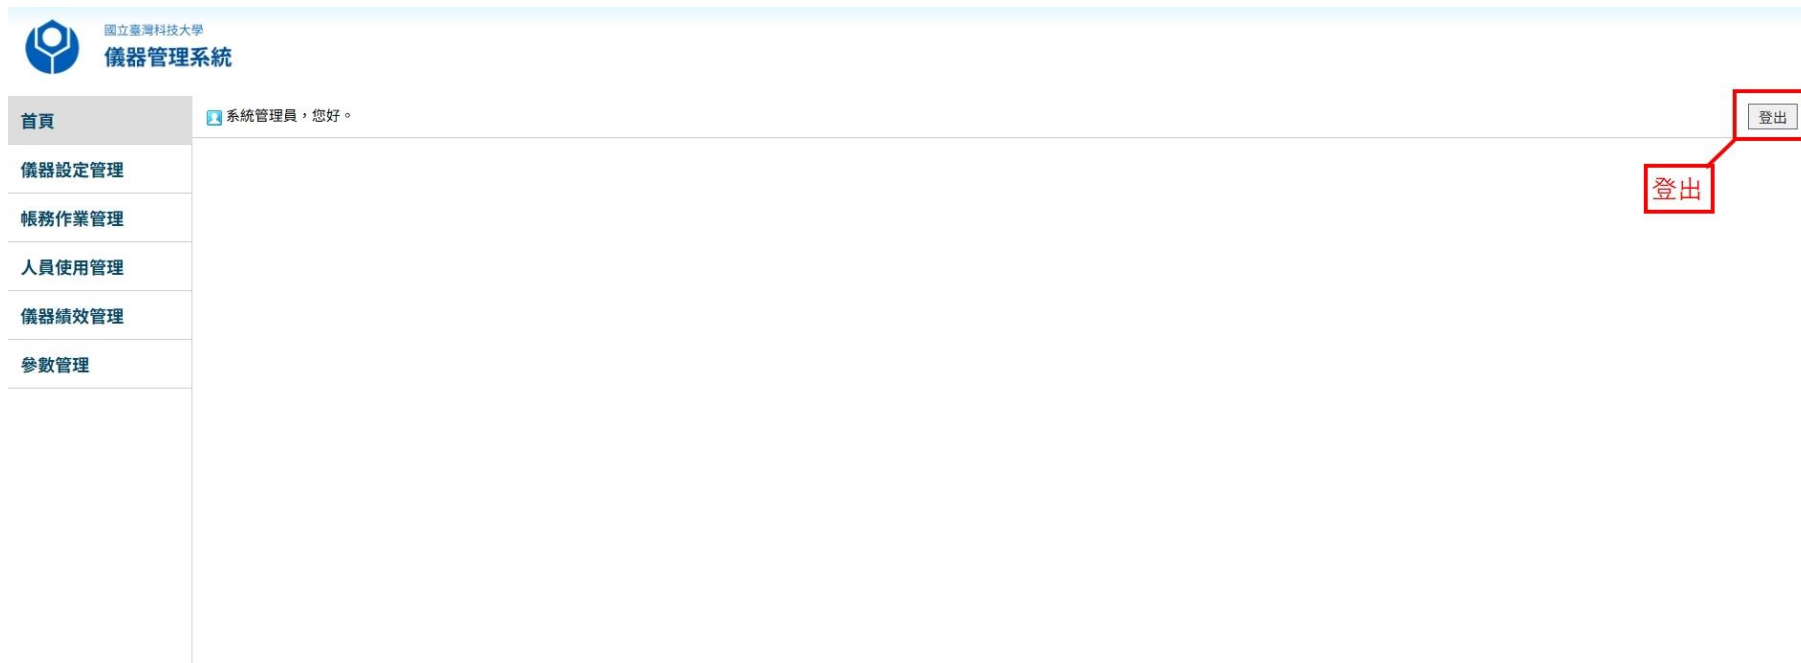 國立臺灣科技大學
儀器管理系統
首頁
系統管理員，您好。
登出
登出
儀器設定管理
帳務作業管理
人員使用管理
儀器績效管理
參數管理